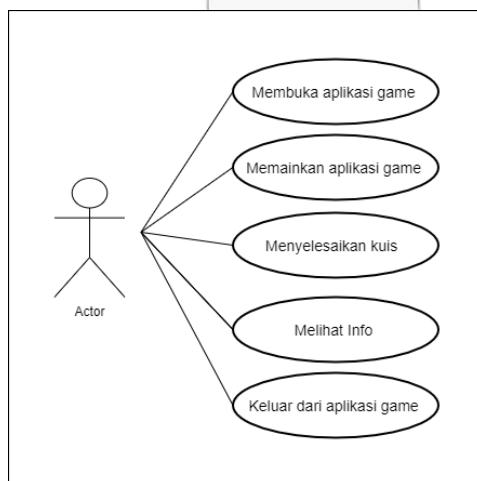 Membuka aplikasi game
Memainkan aplikasi game
Menyelesaikan kuis
Actor
Melihat Info
Keluar dari aplikasi game